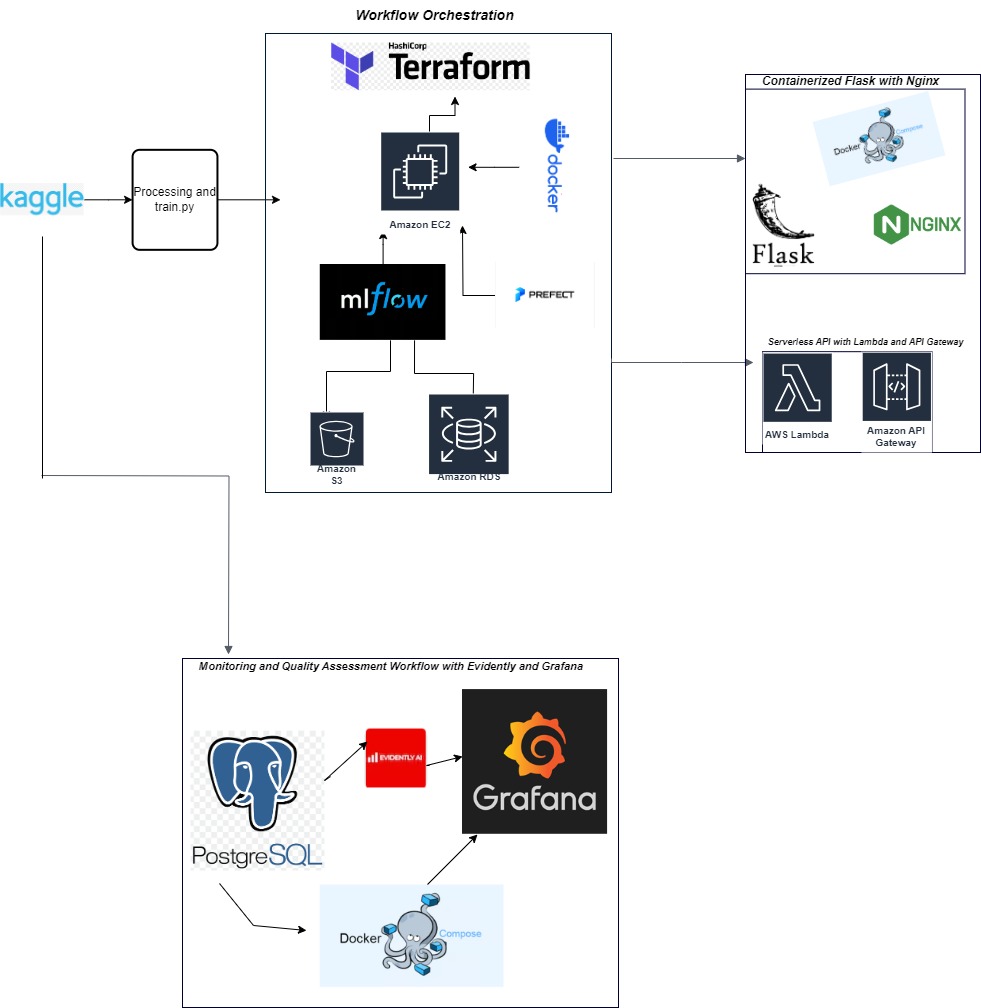 Workflow Orchestration
HashiCorp
Terraform
Containerized Flask with Nginx
Docker
Compose
docker
kaggle
Processing and
train.py
Amazon EC2
Flask
NGINX
mlflow
PREFECT
Serverless API with Lambda and API Gateway
</>
AWS Lambda
Amazon API
Gateway
Amazon
S3
Amazon RDS
Monitoring and Quality Assessment Workflow with Evidently and Grafana
EVIDENTLY AI
Grafana
PostgreSQL
Docker
Compose